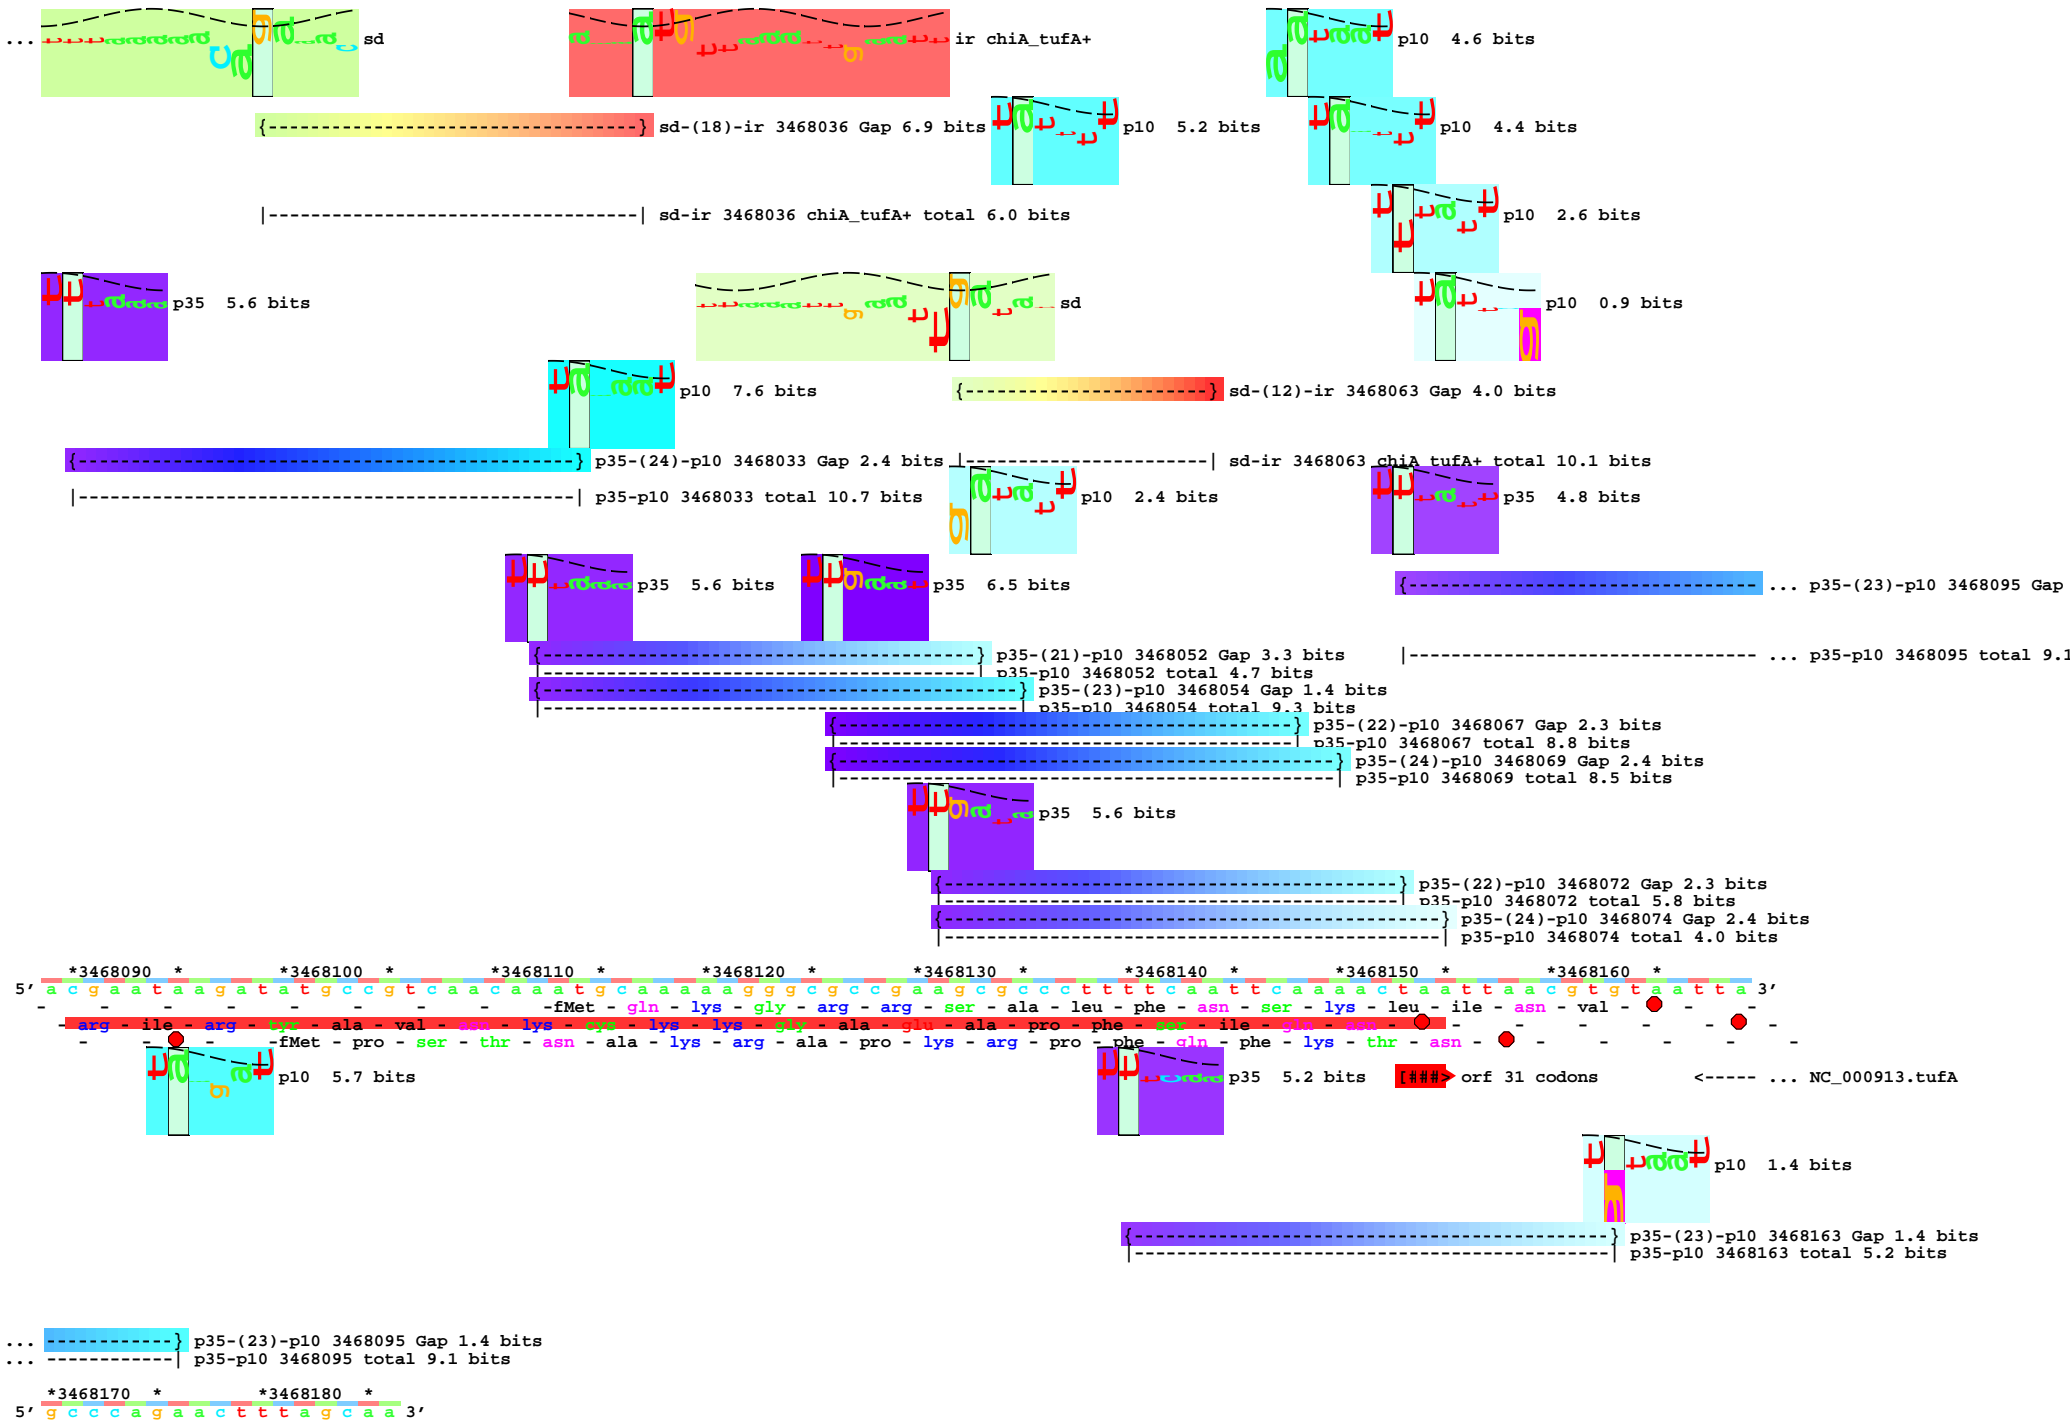 ... sd
ir chiA_tufA+
p10 4.6 bits
{-----------------------------------} sd-(18)-ir 3468036 Gap 6.9 bits
p10 5.2 bits
p10 4.4 bits
|-----------------------------------| sd-ir 3468036 chiA_tufA+ total 6.0 bits
p10 2.6 bits
p35 5.6 bits
sd
p10 0.9 bits
p10 7.6 bits
{-----------------------} sd-(12)-ir 3468063 Gap 4.0 bits
{-----------------------------------------------} p35-(24)-p10 3468033 Gap 2.4 bits
|-----------------------| sd-ir 3468063 chiA_tufA+ total 10.1 bits
|-----------------------------------------------| p35-p10 3468033 total 10.7 bits
p10 2.4 bits
p35 4.8 bits
p35 5.6 bits
p35 6.5 bits
{--------------------------------- ... p35-(23)-p10 3468095 Gap
{-----------------------------------------} p35-(21)-p10 3468052 Gap 3.3 bits
|--------------------------------- ... p35-p10 3468095 total 9.1
|-----------------------------------------| p35-p10 3468052 total 4.7 bits
{---------------------------------------------} p35-(23)-p10 3468054 Gap 1.4 bits
|---------------------------------------------| p35-p10 3468054 total 9.3 bits
{-------------------------------------------} p35-(22)-p10 3468067 Gap 2.3 bits
|-------------------------------------------| p35-p10 3468067 total 8.8 bits
{-----------------------------------------------} p35-(24)-p10 3468069 Gap 2.4 bits
|-----------------------------------------------| p35-p10 3468069 total 8.5 bits
p35 5.6 bits
{-------------------------------------------} p35-(22)-p10 3468072 Gap 2.3 bits
|-------------------------------------------| p35-p10 3468072 total 5.8 bits
{-----------------------------------------------} p35-(24)-p10 3468074 Gap 2.4 bits
|-----------------------------------------------| p35-p10 3468074 total 4.0 bits
*3468090 * *3468100 * *3468110 * *3468120 * *3468130 * *3468140 * *3468150 * *3468160 *
5' a c g a a t a a g a t a t g c c g t c a a c a a a t g c a a a a g g g c g c c g a a g c g c c c t t t t c a a t t c a a a a c t a a t t a a c g t g t a a t t a 3'
- - - - - - - - -fMet - gln - lys - gly - arg - arg - ser - ala - leu - phe - asn - ser - lys - leu - ile - asn - val - - -
- arg - ile - arg - tyr - ala - val - asn - lys - cys - lys - lys - gly - ala - glu - ala - pro - phe - ser - ile - gln - asn - - - - - - - -
- - - -fMet - pro - ser - thr - asn - ala - lys - arg - ala - pro - lys - arg - pro - phe - gln - phe - lys - thr - asn - - - - - - -
p10 5.7 bits
p35 5.2 bits
[###> orf 31 codons
<----- ... NC_000913.tufA
p10 1.4 bits
{---------------------------------------------} p35-(23)-p10 3468163 Gap 1.4 bits
|---------------------------------------------| p35-p10 3468163 total 5.2 bits
... ------------} p35-(23)-p10 3468095 Gap 1.4 bits
... ------------| p35-p10 3468095 total 9.1 bits
*3468170 * *3468180 *
5' g c c c a g a a c t t t a g c a a 3'